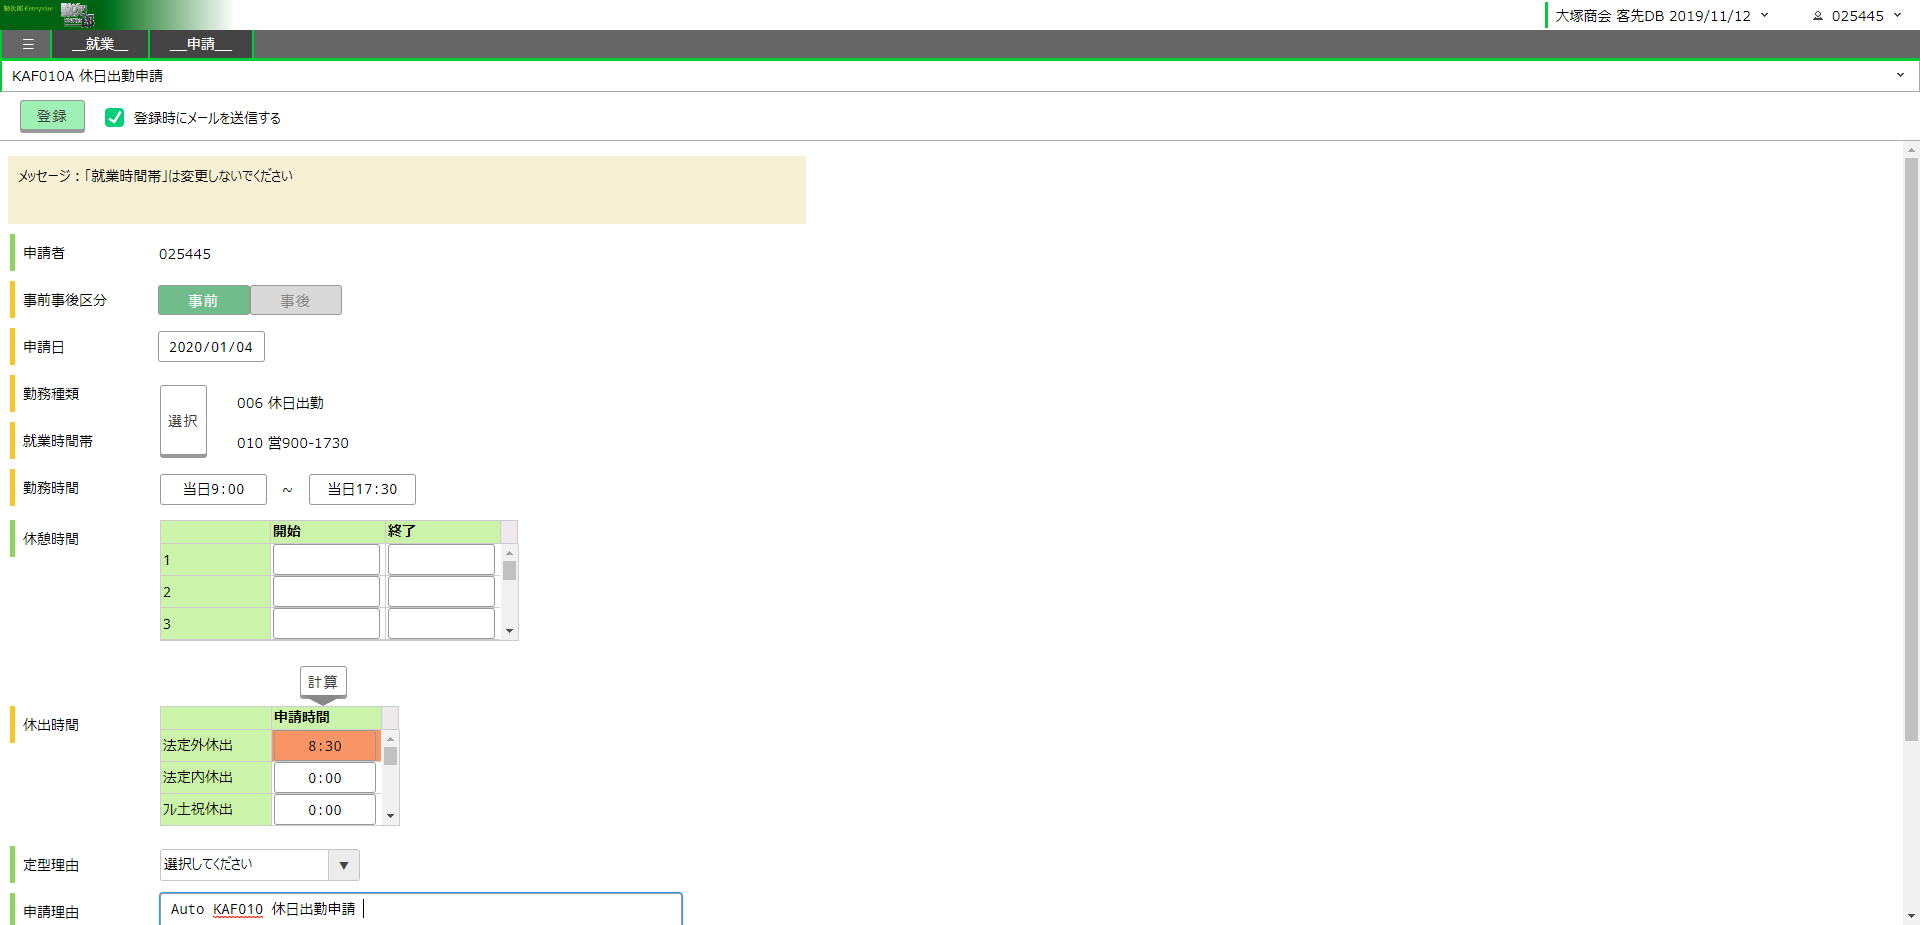 勤次郎 Enterprise
大塚商会 客先DB 2019/11/12
025445
☰ __就業__ __申請__
KAF010A 休日出勤申請
登録 登録時にメールを送信する
メッセージ：「就業時間帯」は変更しないでください
申請者 025445
事前事後区分 事前 事後
申請日 2020/01/04
勤務種類 006 休日出勤
選択
就業時間帯 010 営900-1730
勤務時間 当日9:00 ~ 当日17:30
休憩時間 開始 終了
1
2
3
計算
休出時間 申請時間
法定外休出 8:30
法定内休出 0:00
ﾌﾚ土祝休出 0:00
定型理由 選択してください ▼
申請理由 Auto KAF010 休日出勤申請